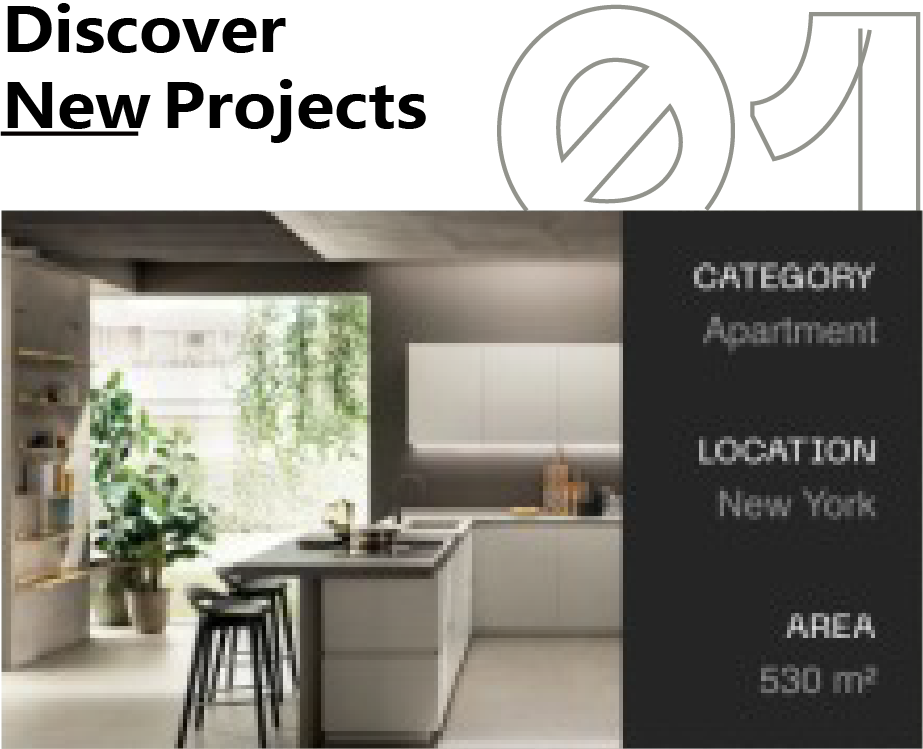 Discover
New Projects
01
CATEGORY
Apartment
LOCATION
New York
AREA
530 m²